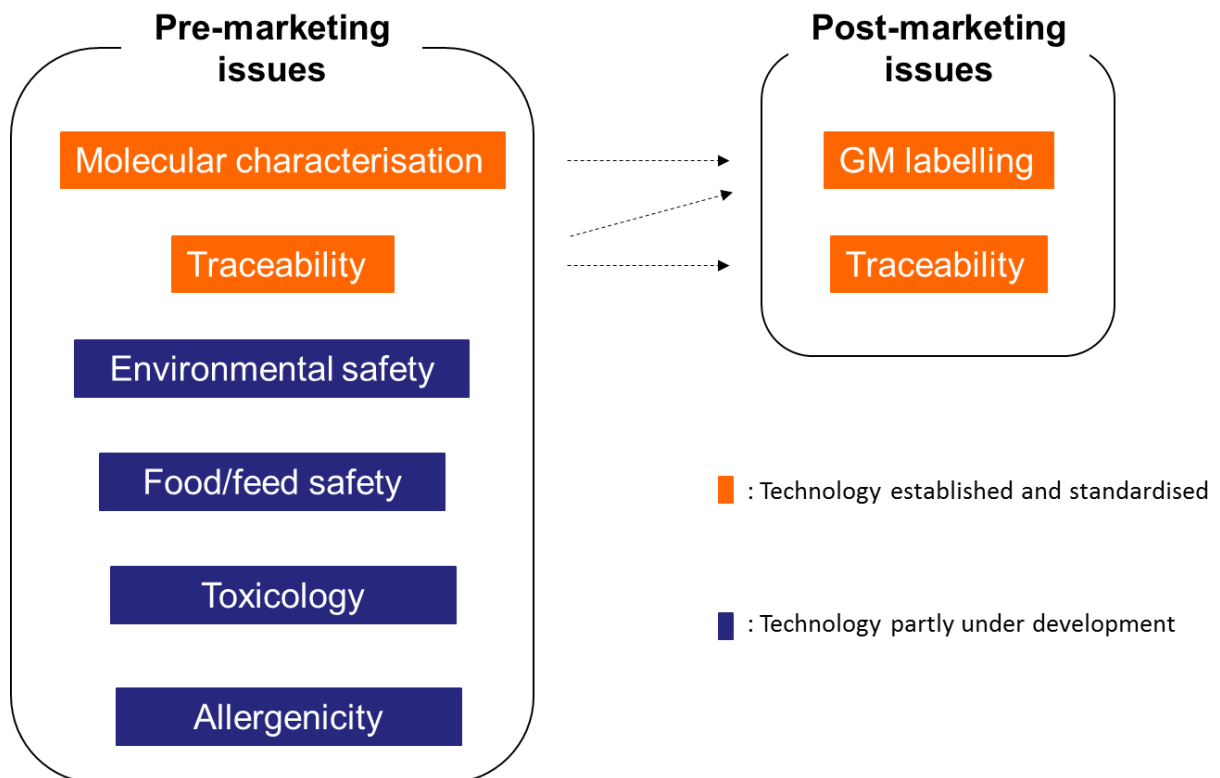 Pre-marketing
issues
Molecular characterisation
Traceability
Environmental safety
Food/feed safety
Toxicology
Allergenicity
Post-marketing
issues
GM labelling
Traceability
: Technology established and standardised
: Technology partly under development